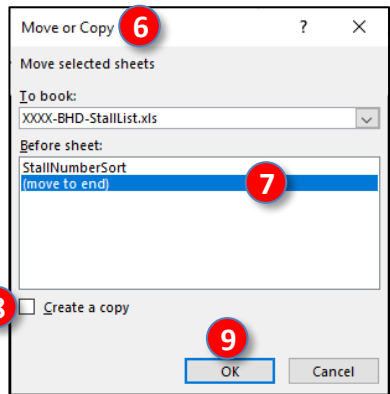 Move or Copy 6 ?
Move selected sheets
To book:
XXXX-BHD-StallList.xls
Before sheet:
StallNumberSort
(move to end) 7
8 Create a copy
9
OK Cancel